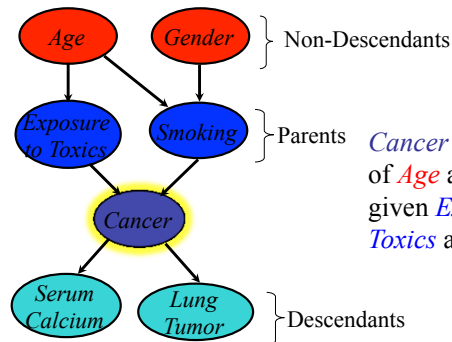 Age
Gender
Non-Descendants
Exposure
to Toxics
Smoking
Parents
Cancer
Cancer
of Age a
given E
Toxics a
Serum
Calcium
Lung
Tumor
Descendants